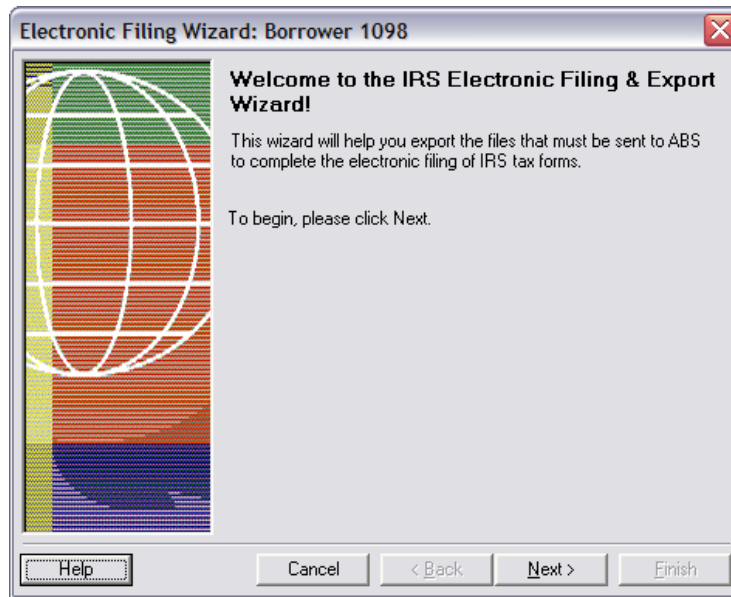 Electronic Filing Wizard: Borrower 1098
Welcome to the IRS Electronic Filing & Export
Wizard!
This wizard will help you export the files that must be sent to ABS
to complete the electronic filing of IRS tax forms.
To begin, please click Next.
Help
Cancel
< Back
Next >
Finish